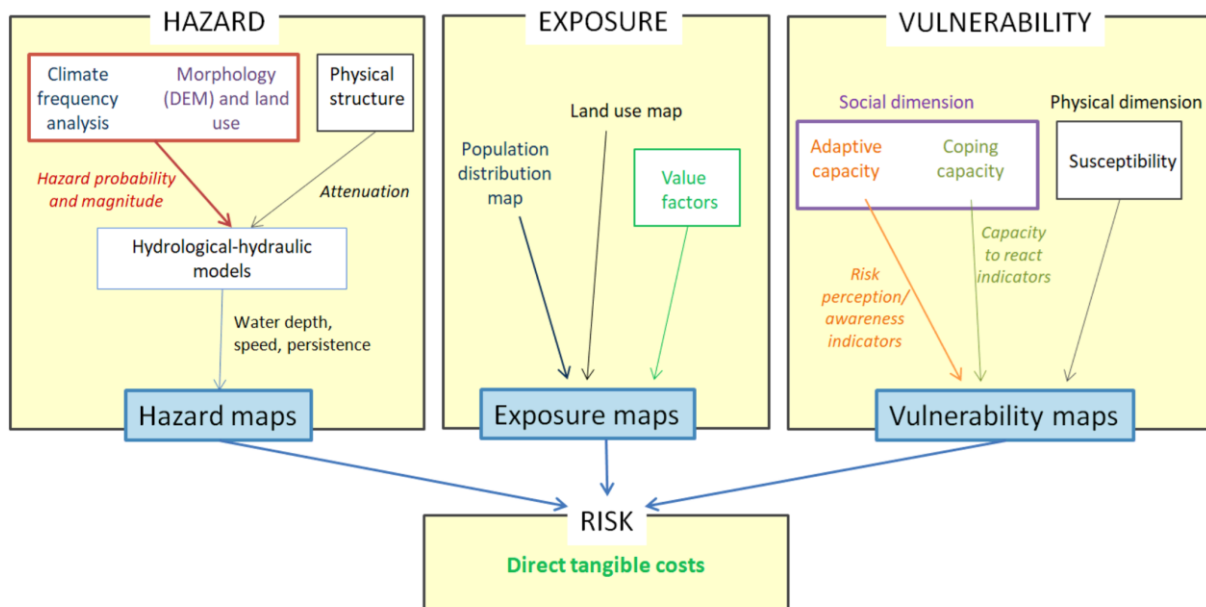 HAZARD
Climate
frequency
analysis
Morphology
(DEM) and land
use
Physical
structure
Hazard probability
and magnitude
Attenuation
Hydrological-hydraulic
models
Water depth,
speed, persistence
Hazard maps
EXPOSURE
Land use map
Population
distribution
map
Value
factors
Exposure maps
VULNERABILITY
Social dimension
Physical dimension
Adaptive
capacity
Coping
capacity
Susceptibility
Capacity
to react
indicators
Risk
perception/
awareness
indicators
Vulnerability maps
RISK
Direct tangible costs